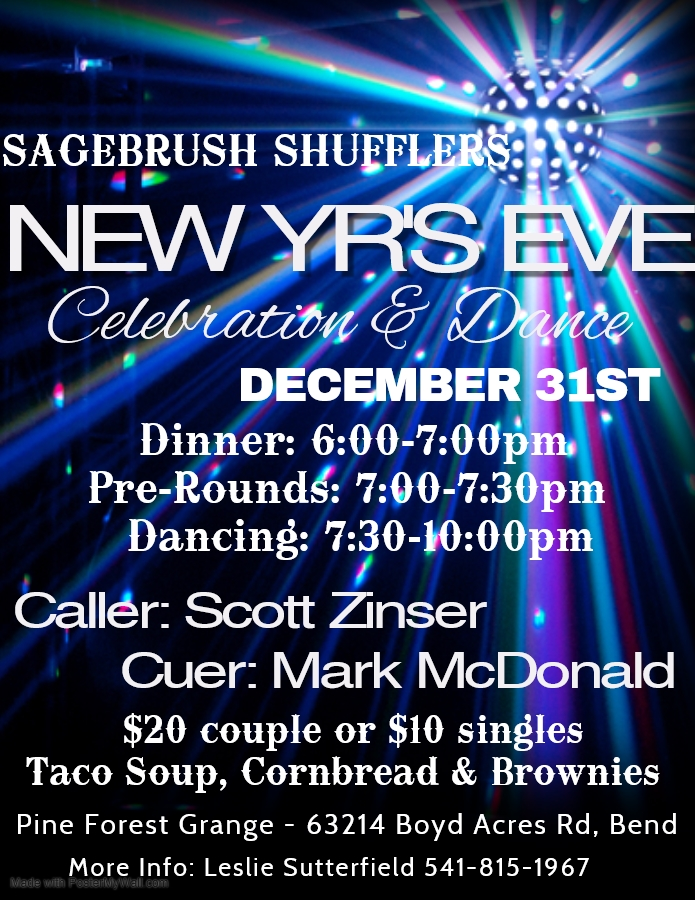 SAGEBRUSH SHUFFLERS
NEW YR'S EVE
Celebration & Dance
DECEMBER 31ST
Dinner: 6:00-7:00pm
Pre-Rounds: 7:00-7:30pm
Dancing: 7:30-10:00pm
Caller: Scott Zinser
Cuer: Mark McDonald
$20 couple or $10 singles
Taco Soup, Cornbread & Brownies
Pine Forest Grange - 63214 Boyd Acres Rd, Bend
More Info: Leslie Sutterfield 541-815-1967
Made with PosterMyWall.com